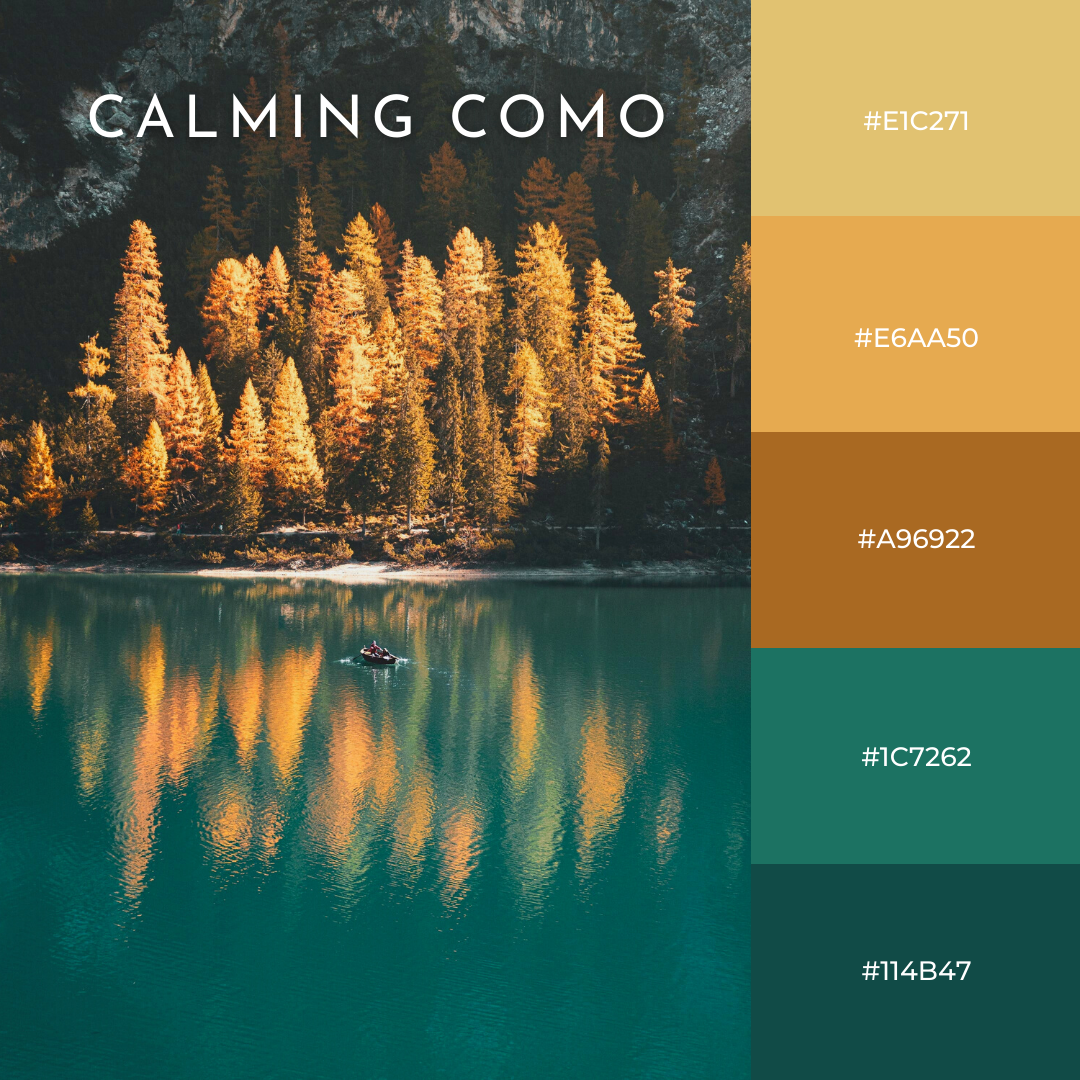 CALMING COMO
#E1C271
#E6AA50
#A96922
#1C7262
#114B47